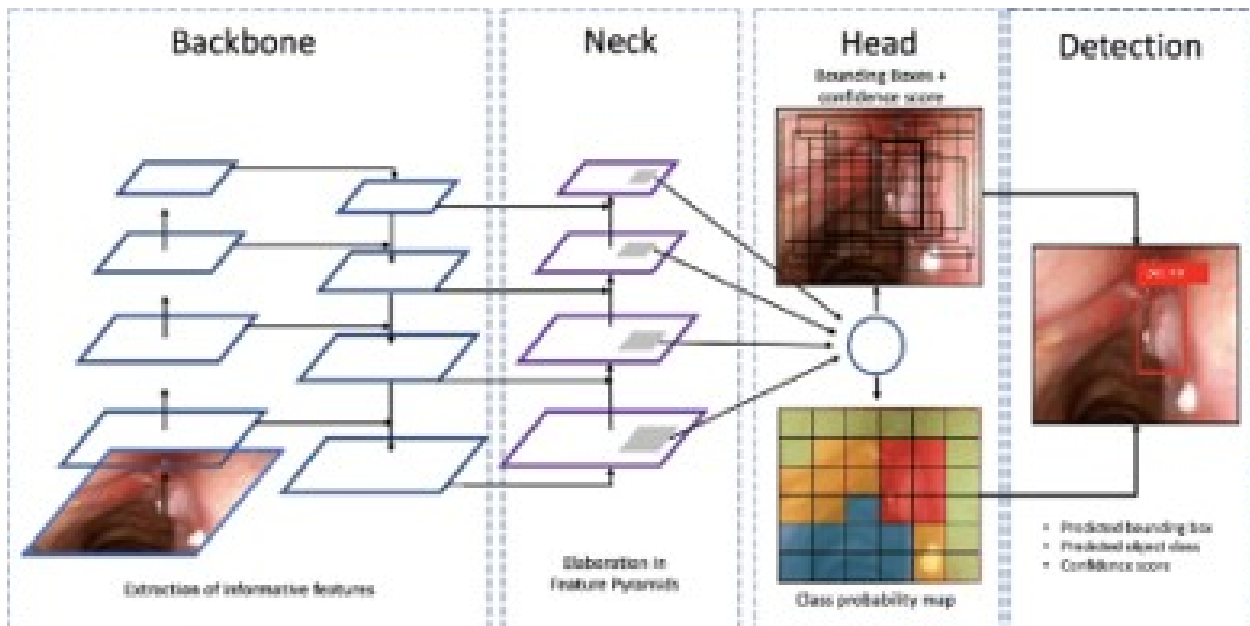 Backbone
Neck
Head
Detection
Bounding Boxes +
confidence score
Extraction of informative features
Elaboration in
Feature Pyramids
Class probability map
• Predicted bounding box
• Predicted object class
• Confidence score